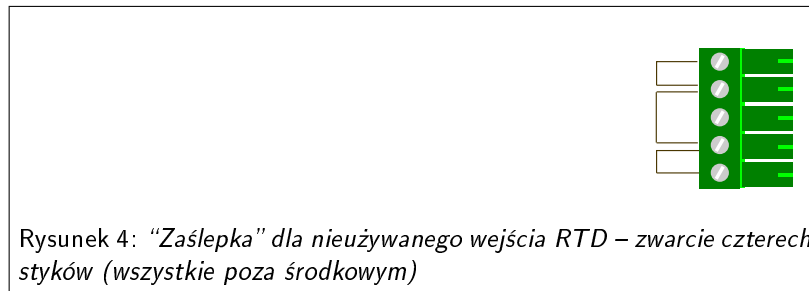 Rysunek 4: “Zaślepka” dla nieużywanego wejścia RTD – zwarcie czterech
styków (wszystkie poza środkowym)